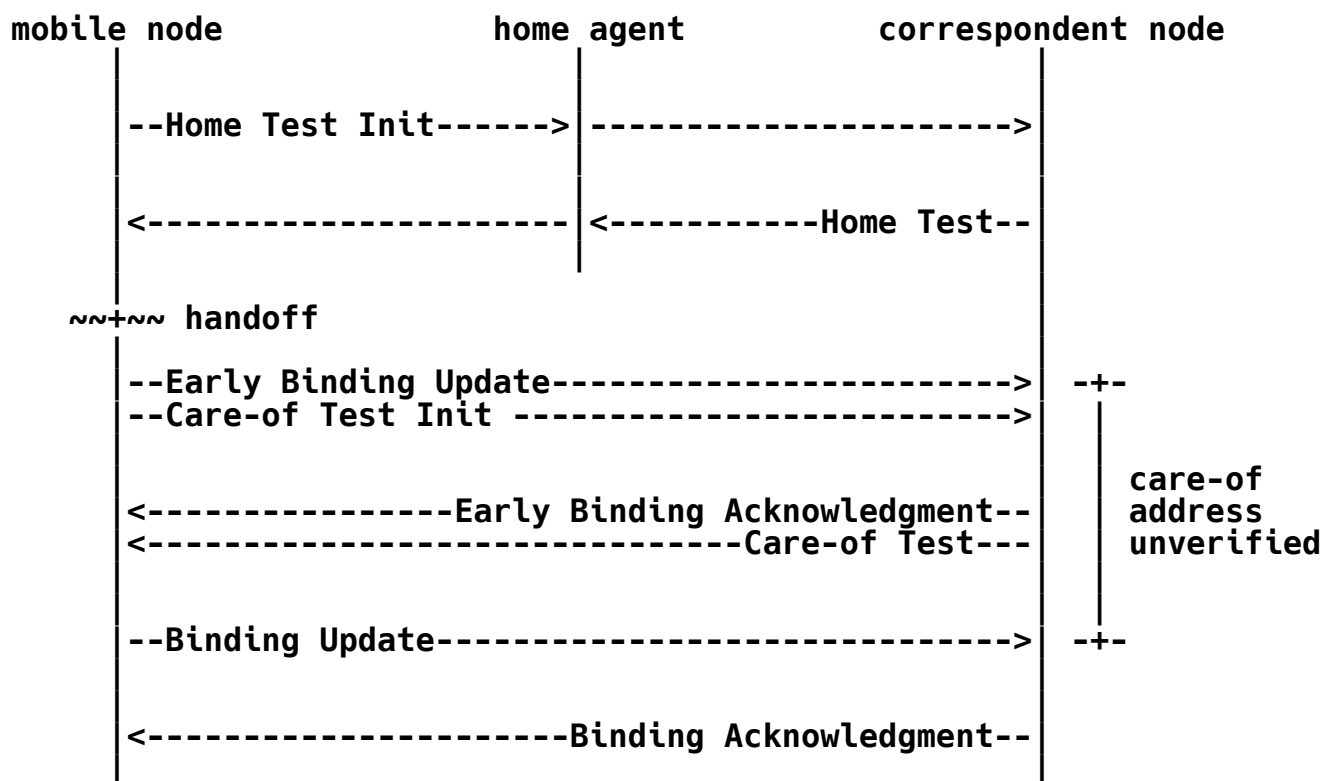 mobile node home agent correspondent node
--Home Test Init------>|---------------------->|
<----------------------|<-----------Home Test--
~~+~~ handoff
--Early Binding Update------------------------>| -+-
--Care-of Test Init -------------------------->|
care-of
<----------------Early Binding Acknowledgment--| address
<-------------------------------Care-of Test---| unverified
--Binding Update------------------------------>| -+-
<----------------------Binding Acknowledgment--